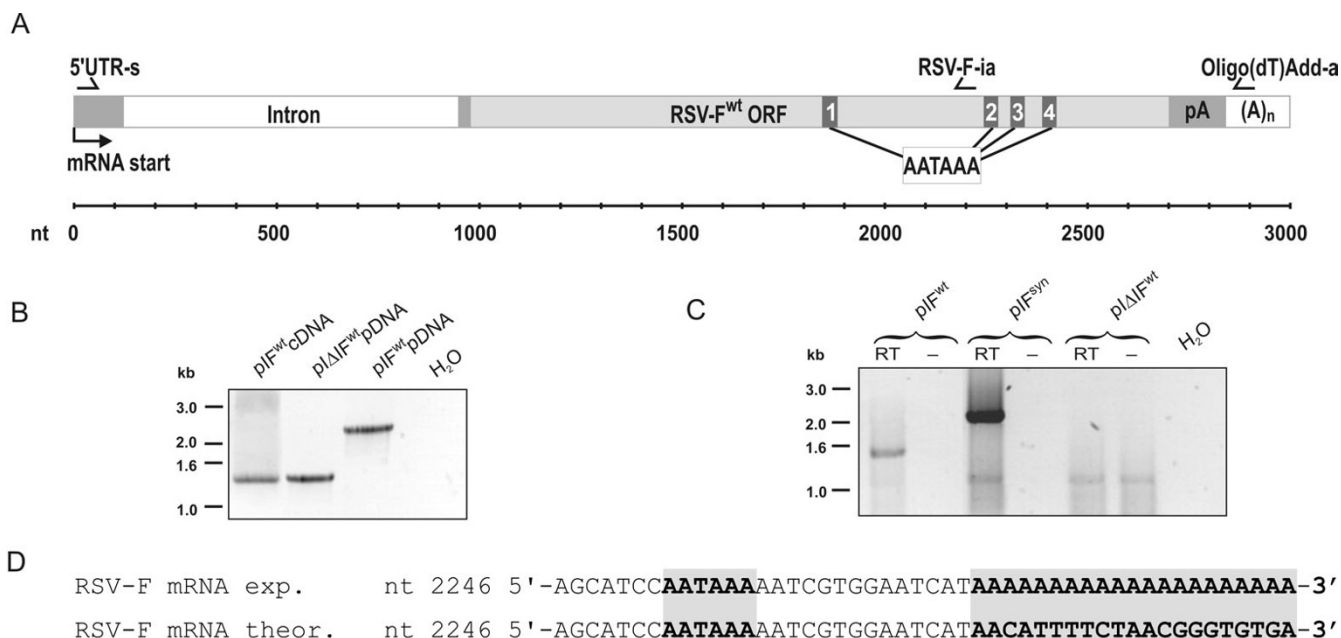 A
5'UTR-s RSV-F-ia Oligo(dT)Add-a
Intron RSV-F^wt ORF 1 2 3 4 pA (A)n
mRNA start AATAAA
nt 0 500 1000 2000 2500 3000
B
pIF^wt cDNA pIΔIF^wt pDNA pIF^wt pDNA H₂O
kb
3.0
2.0
1.6
1.0
C
pIF^wt pIF^syn pIΔIF^wt H₂O
kb RT – RT – RT –
3.0
2.0
1.6
1.0
D
RSV-F mRNA exp. nt 2246 5'-AGCATCCAATAAAAATCGTGGAATCATAAAAAAAAAAAAAAAAAAAAA-3'
RSV-F mRNA theor. nt 2246 5'-AGCATCCAATAAAAATCGTGGAATCATAACATTTTCTAACGGGTGTGA-3'